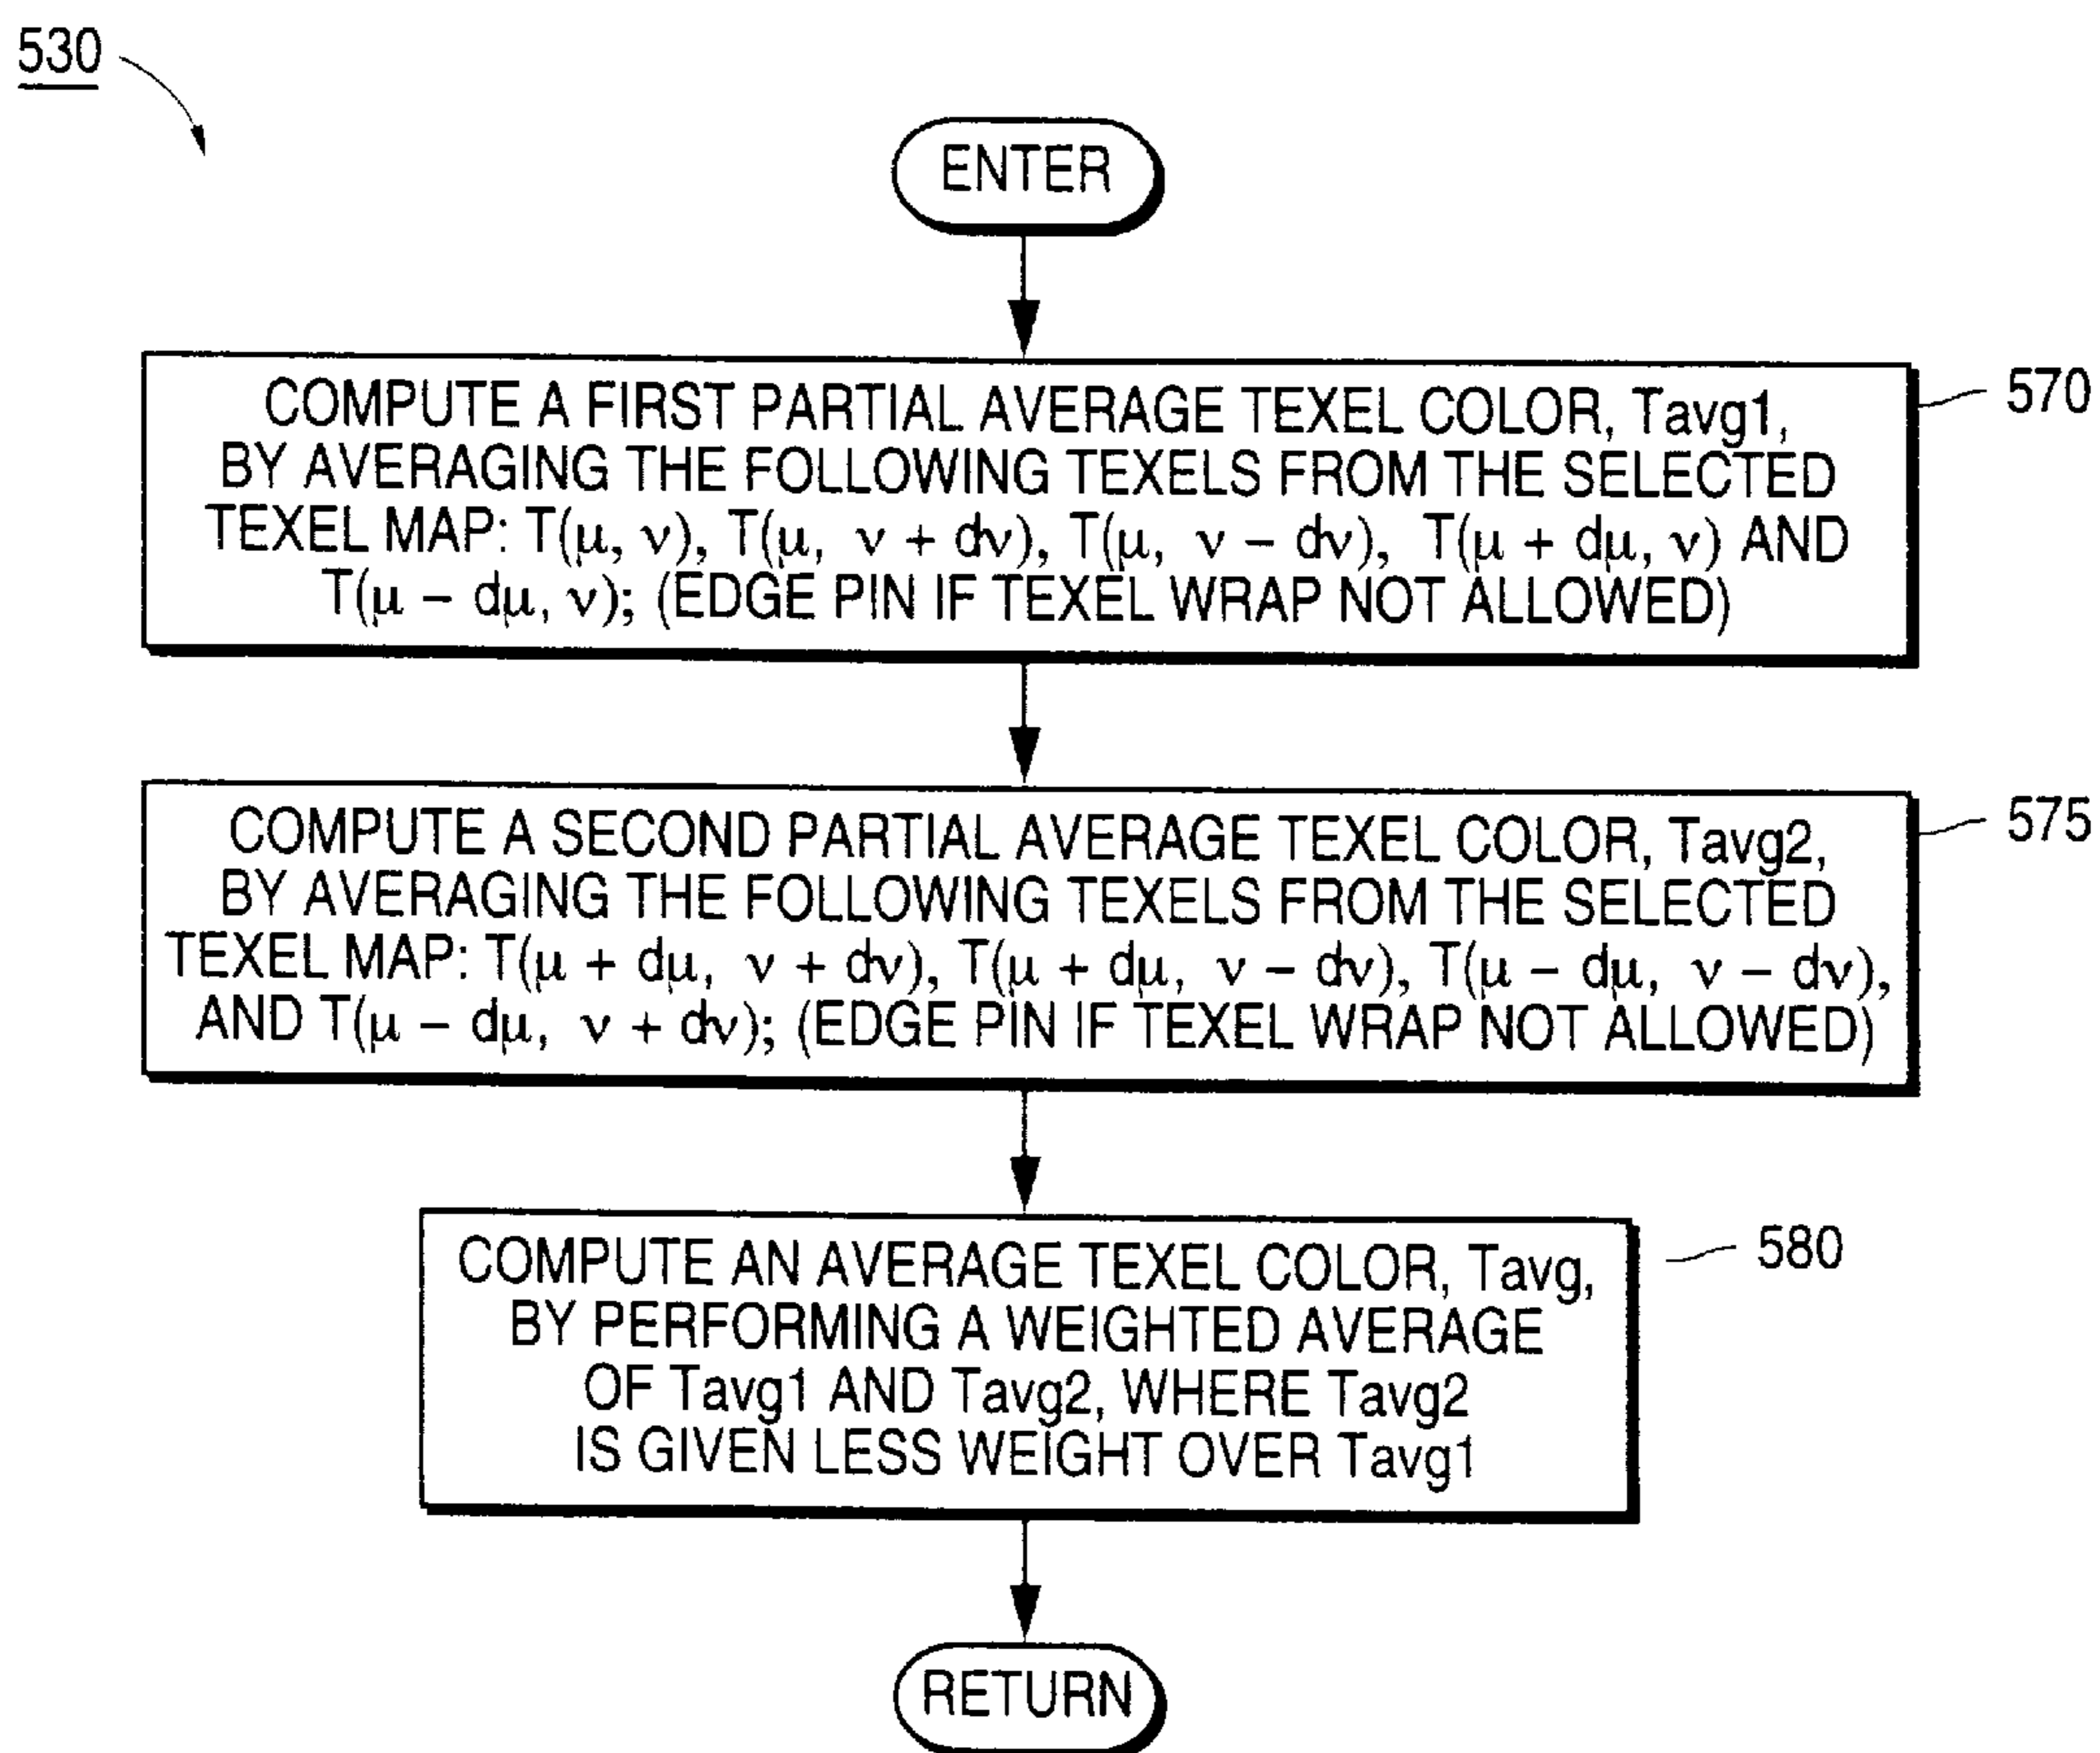 530
ENTER
COMPUTE A FIRST PARTIAL AVERAGE TEXEL COLOR, Tavg1,
BY AVERAGING THE FOLLOWING TEXELS FROM THE SELECTED
TEXEL MAP: T(μ, ν), T(μ, ν + dν), T(μ, ν – dν), T(μ + dμ, ν) AND
T(μ – dμ, ν); (EDGE PIN IF TEXEL WRAP NOT ALLOWED)
570
COMPUTE A SECOND PARTIAL AVERAGE TEXEL COLOR, Tavg2,
BY AVERAGING THE FOLLOWING TEXELS FROM THE SELECTED
TEXEL MAP: T(μ + dμ, ν + dν), T(μ + dμ, ν – dν), T(μ – dμ, ν – dν),
AND T(μ – dμ, ν + dν); (EDGE PIN IF TEXEL WRAP NOT ALLOWED)
575
COMPUTE AN AVERAGE TEXEL COLOR, Tavg,
BY PERFORMING A WEIGHTED AVERAGE
OF Tavg1 AND Tavg2, WHERE Tavg2
IS GIVEN LESS WEIGHT OVER Tavg1
580
RETURN